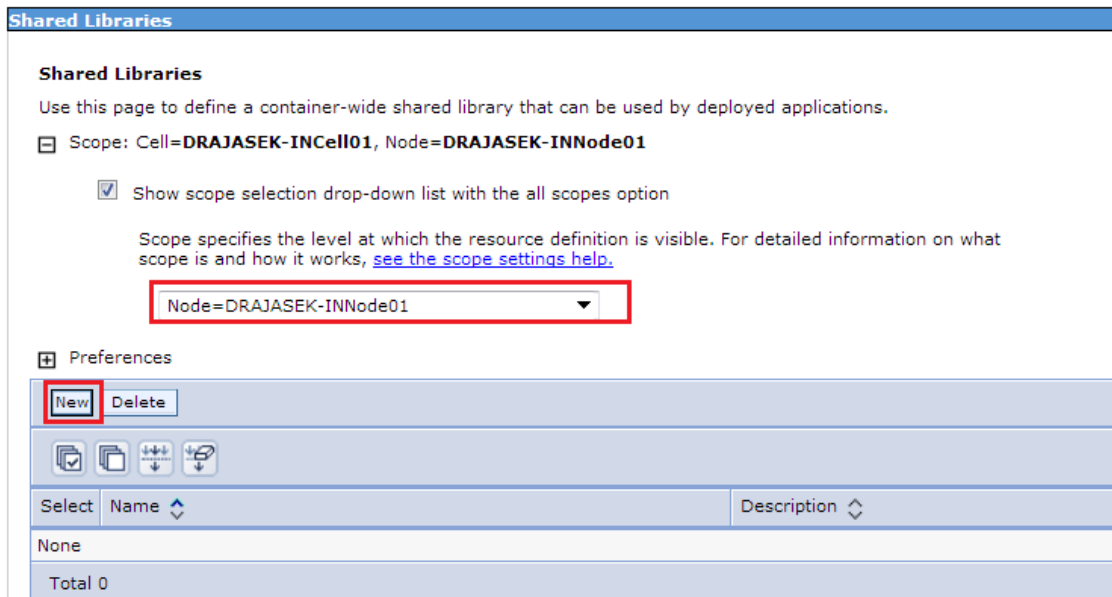 Shared Libraries
Shared Libraries
Use this page to define a container-wide shared library that can be used by deployed applications.
Scope: Cell=DRAJASEK-INCell01, Node=DRAJASEK-INNode01
Show scope selection drop-down list with the all scopes option
Scope specifies the level at which the resource definition is visible. For detailed information on what
scope is and how it works, see the scope settings help.
Node=DRAJASEK-INNode01
Preferences
New Delete
Select Name Description
None
Total 0